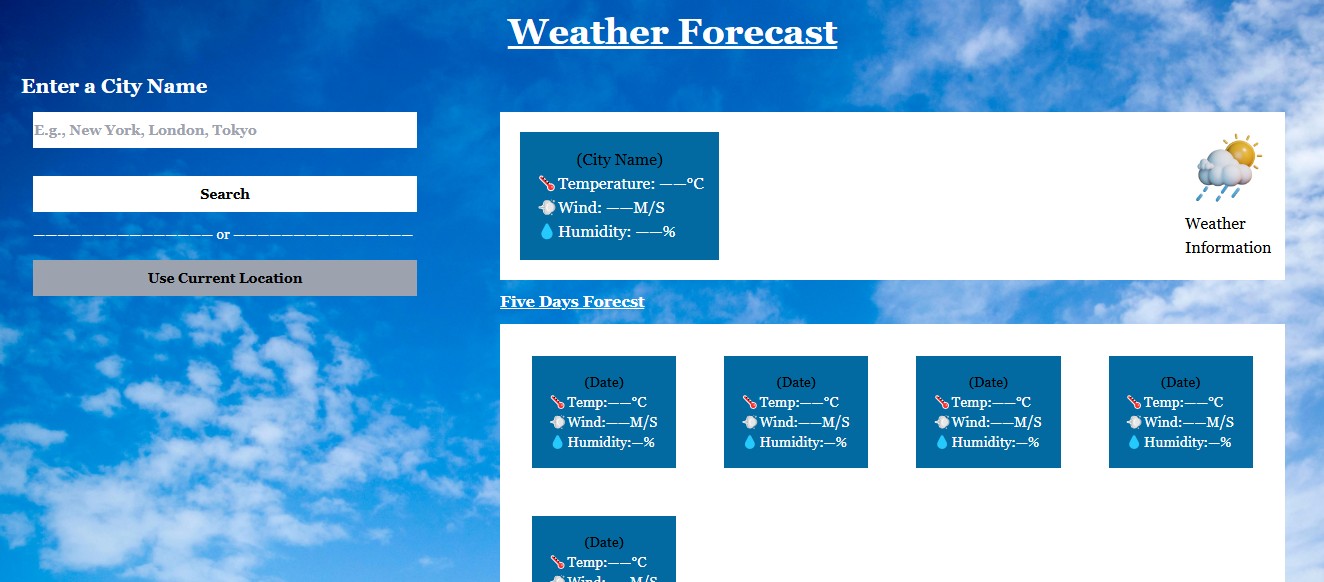 Weather Forecast
Enter a City Name
E.g., New York, London, Tokyo
Search
——————————————— or ———————————————
Use Current Location
(City Name)
Temperature: ——°C
Wind: ——M/S
Humidity: ——%
Weather
Information
Five Days Forecst
(Date)
Temp:——°C
Wind:——M/S
Humidity:—%
(Date)
Temp:——°C
Wind:——M/S
Humidity:—%
(Date)
Temp:——°C
Wind:——M/S
Humidity:—%
(Date)
Temp:——°C
Wind:——M/S
Humidity:—%
(Date)
Temp:——°C
Wind:——M/S